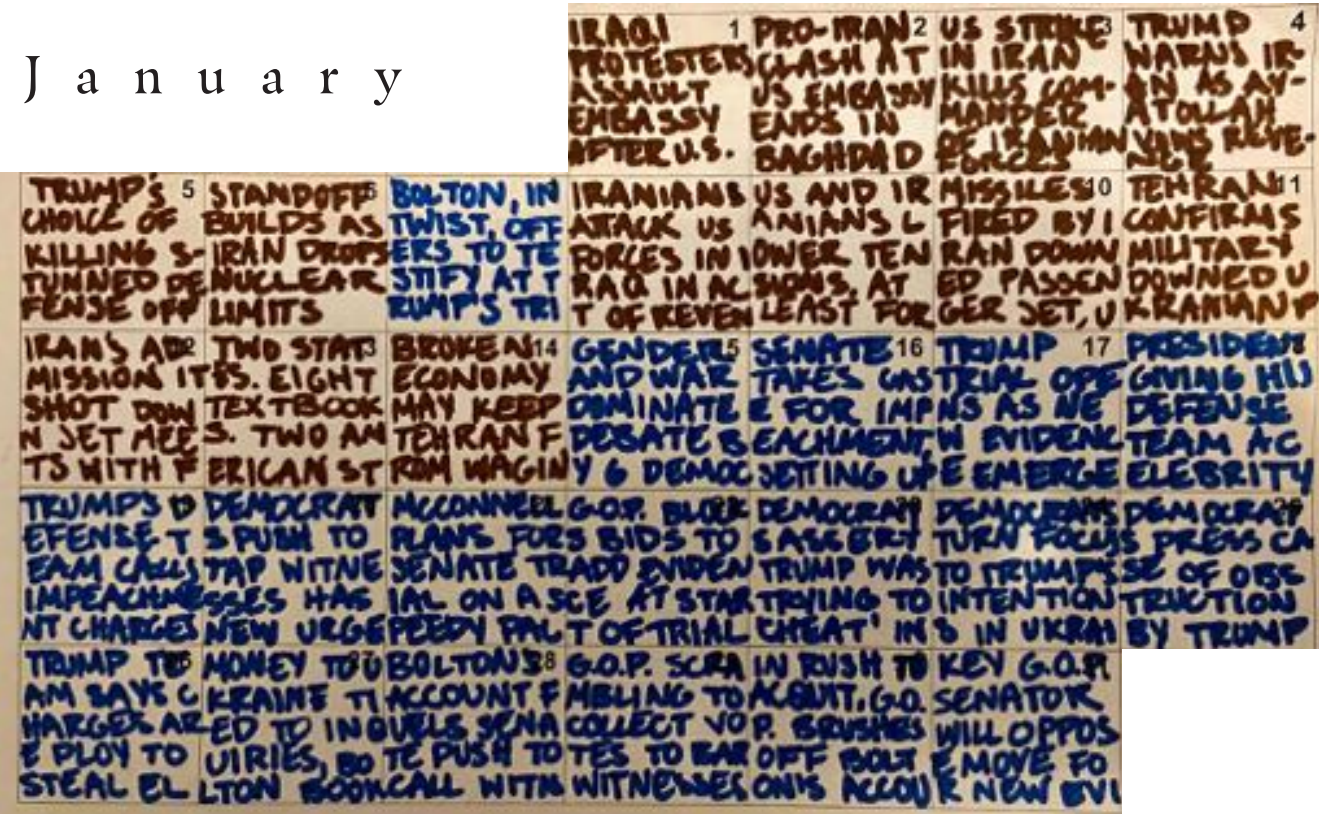 January
1
IRAQI
PROTESTERS
ASSAULT
EMBASSY
AFTER U.S.
2
PRO-IRAN
CLASH AT
US EMBASSY
ENDS IN
BAGHDAD
3
US STRIKE
IN IRAN
KILLS COM-
MANDER
OF IRANIAN
FORCES
4
TRUMP
WARNS IR-
AN AS AY-
ATOLLAH
VOWS REVE-
NGE
5
TRUMP'S
CHOICE OF
KILLING S-
TUNNED DE
FENSE OFF
6
STANDOFF
BUILDS AS
IRAN DROPS
NUCLEAR
LIMITS
BOLTON, IN
TWIST, OFF
ERS TO TE
STIFY AT T
RUMP'S TRI
IRANIANS
ATTACK US
FORCES IN I
RAQ IN AC
T OF REVEN
US AND IR
ANIANS L
OWER TEN
SIONS. AT
LEAST FOR
10
MISSILES
FIRED BY I
RAN DOWN
ED PASSEN
GER JET, U
11
TEHRAN
CONFIRMS
MILITARY
DOWNED U
KRANIAN P
2
IRAN'S AD
MISSION IT
SHOT DOW
N JET MEE
TS WITH F
3
TWO STAT
ES. EIGHT
TEXTBOOK
S. TWO AM
ERICAN ST
14
BROKEN
ECONOMY
MAY KEEP
TEHRAN F
ROM WAGIN
15
GENDER
AND WAR
DOMINATE
DEBATE B
Y 6 DEMOC
16
SENATE
TAKES CAS
E FOR IMP
EACHMENT,
SETTING UP
17
TRUMP
TRIAL OPE
NS AS NE
W EVIDENC
E EMERGE
18
PRESIDEN
GIVING HIS
DEFENSE
TEAM A C
ELEBRITY
TRUMP'S D
EFENSE T
EAM CALLS
IMPEACHME
NT CHARGES
DEMOCRAT
S PUSH TO
TAP WITNE
SSES HAS
NEW URGE
MCCONNELL
PLANS FOR
SENATE TR
IAL ON A S
PEEDY PA
G.O.P. BLOCK
S BIDS TO
ADD EVIDEN
CE AT STAR
T OF TRIAL
DEMOCRAT
S ASSERT
TRUMP WAS
TRYING TO
'CHEAT' IN
DEMOCRATS
TURN FOCUS
TO TRUMP'S
INTENTION
S IN UKRAI
DEMOCRAT
S PRESS CA
SE OF OBS
TRUCTION
BY TRUMP
TRUMP TE
AM SAYS C
HARGES AR
E PLOY TO
STEAL EL
MONEY TO U
KRAINE TI
ED TO INQ
UIRIES, BO
LTON BOOK
28
BOLTON'S
ACCOUNT F
UELS SENA
TE PUSH TO
CALL WITN
G.O.P. SCRA
MBLING TO
COLLECT VO
TES TO BAR
WITNESSES
IN RUSH TO
ACQUIT, G.O.
P. BRUSHES
OFF BOLT
ON'S ACCOU
KEY G.O.P.
SENATOR
WILL OPPOS
E MOVE FO
R NEW EVI